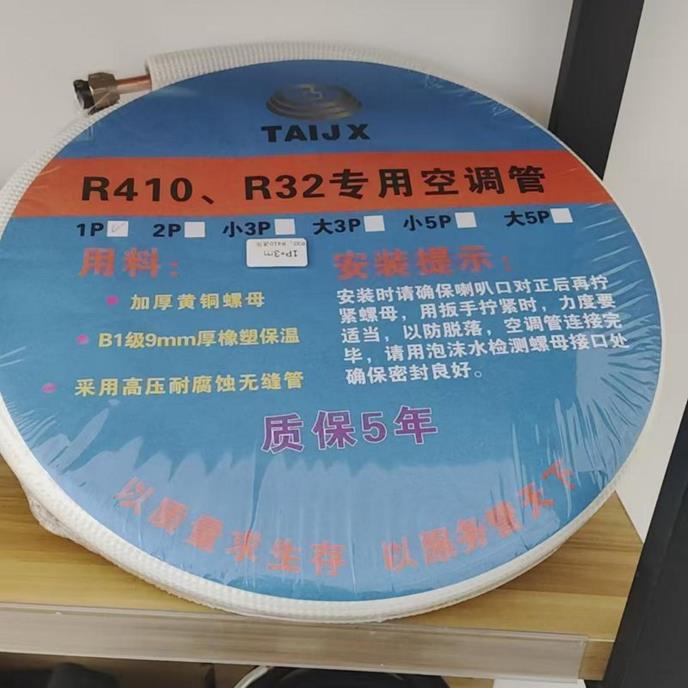 TAIJX
R410、R32专用空调管
1P✓ 2P 小3P 大3P 小5P 大5P
1P*3m
用料：
加厚黄铜螺母
B1级9mm厚橡塑保温
采用高压耐腐蚀无缝管
安装提示：
安装时请确保喇叭口对正后再拧
紧螺母，用扳手拧紧时，力度要
适当，以防脱落，空调管连接完
毕，请用泡沫水检测螺母接口处
确保密封良好。
质保5年
以质量求生存 以服务赞天下